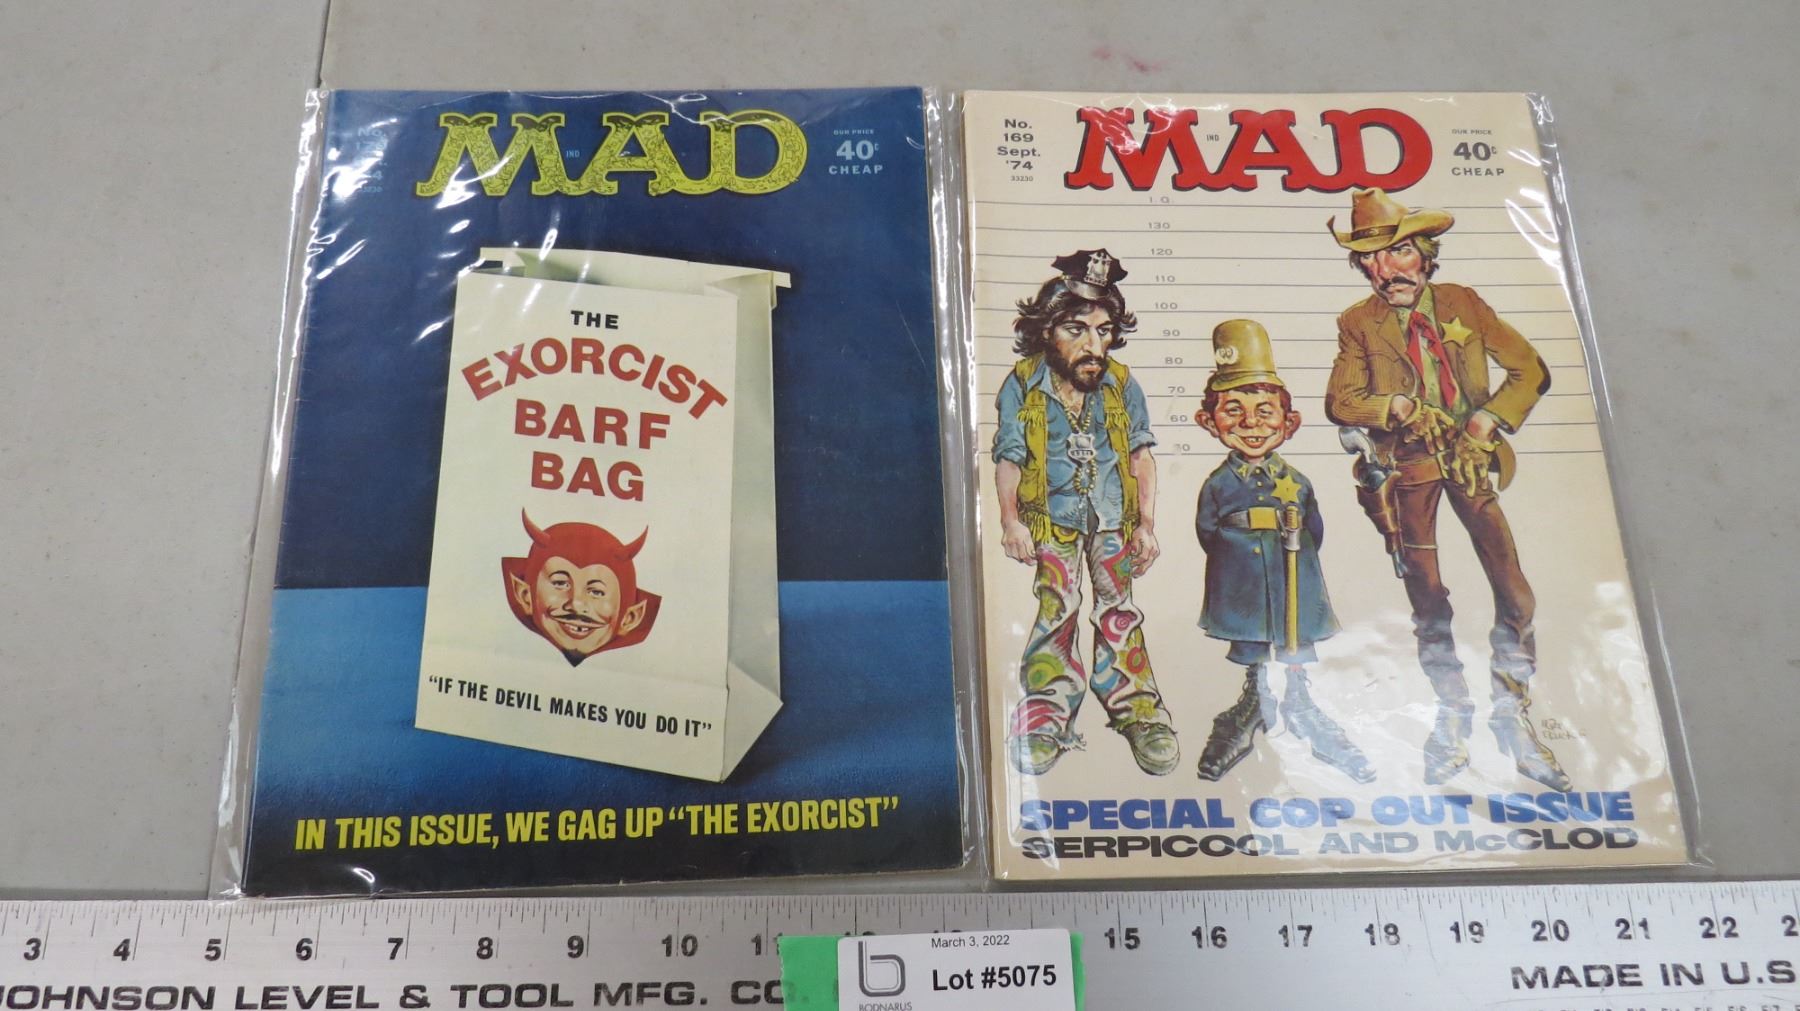 No.
MAD
IND
OUR PRICE
40¢
CHEAP
33230
THE
EXORCIST
BARF
BAG
"IF THE DEVIL MAKES YOU DO IT"
IN THIS ISSUE, WE GAG UP "THE EXORCIST"
No.
169
Sept.
'74
33230
MAD
IND
OUR PRICE
40¢
CHEAP
I.Q.
130
120
110
100
90
80
70
60
SPECIAL COP OUT ISSUE
SERPICOOL AND McCLOD
3 4 5 6 7 8 9 10 15 16 17 18 19 20 21 22
JOHNSON LEVEL & TOOL MFG. CO.
MADE IN U.S
March 3, 2022
Lot #5075
b
BODNARUS